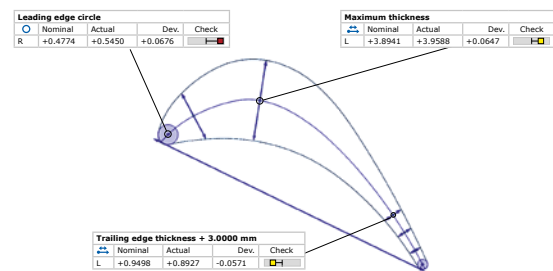 Leading edge circle
Nominal Actual Dev. Check
R +0.4774 +0.5450 +0.0676
Maximum thickness
Nominal Actual Dev. Check
L +3.8941 +3.9588 +0.0647
Trailing edge thickness + 3.0000 mm
Nominal Actual Dev. Check
L +0.9498 +0.8927 -0.0571